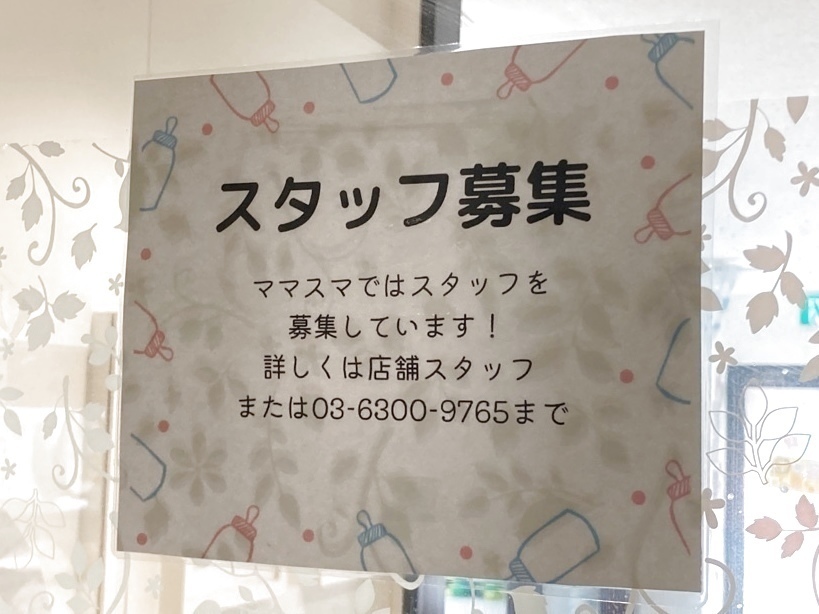 スタッフ募集
ママスマではスタッフを
募集しています！
詳しくは店舗スタッフ
または03-6300-9765まで